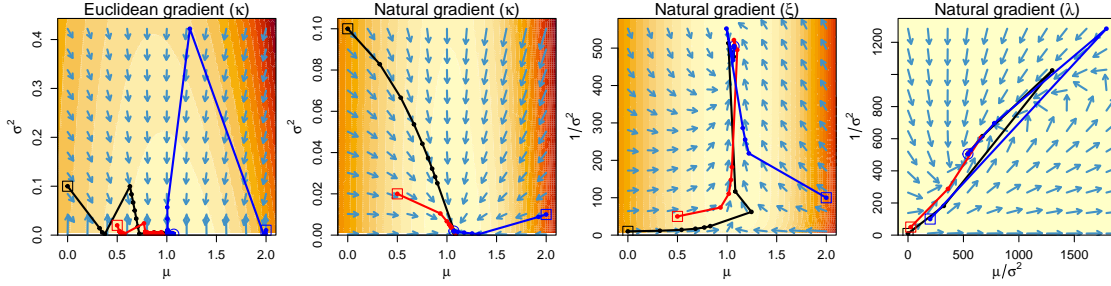 Euclidean gradient (κ)
σ²
0.4
0.3
0.2
0.1
0.0
0.0 0.5 1.0 1.5 2.0
μ
Natural gradient (κ)
σ²
0.10
0.08
0.06
0.04
0.02
0.00
0.0 0.5 1.0 1.5 2.0
μ
Natural gradient (ξ)
1/σ²
500
400
300
200
100
0
0.0 0.5 1.0 1.5 2.0
μ
Natural gradient (λ)
1/σ²
1200
800
600
400
200
0
0 500 1000 1500
μ/σ²